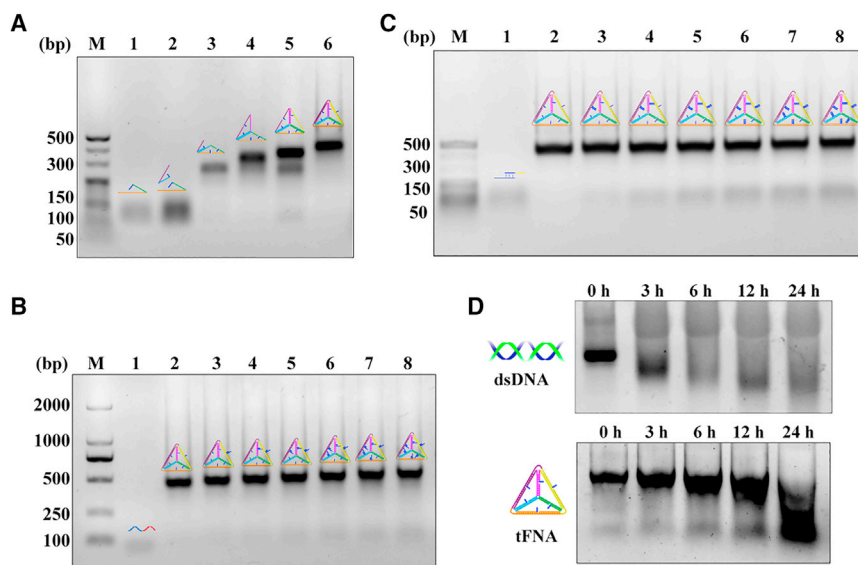 A
(bp) M 1 2 3 4 5 6
500
300
150
100
50
B
(bp) M 1 2 3 4 5 6 7 8
2000
1000
500
250
100
C
(bp) M 1 2 3 4 5 6 7 8
500
300
150
50
D
0 h 3 h 6 h 12 h 24 h
dsDNA
0 h 3 h 6 h 12 h 24 h
tFNA